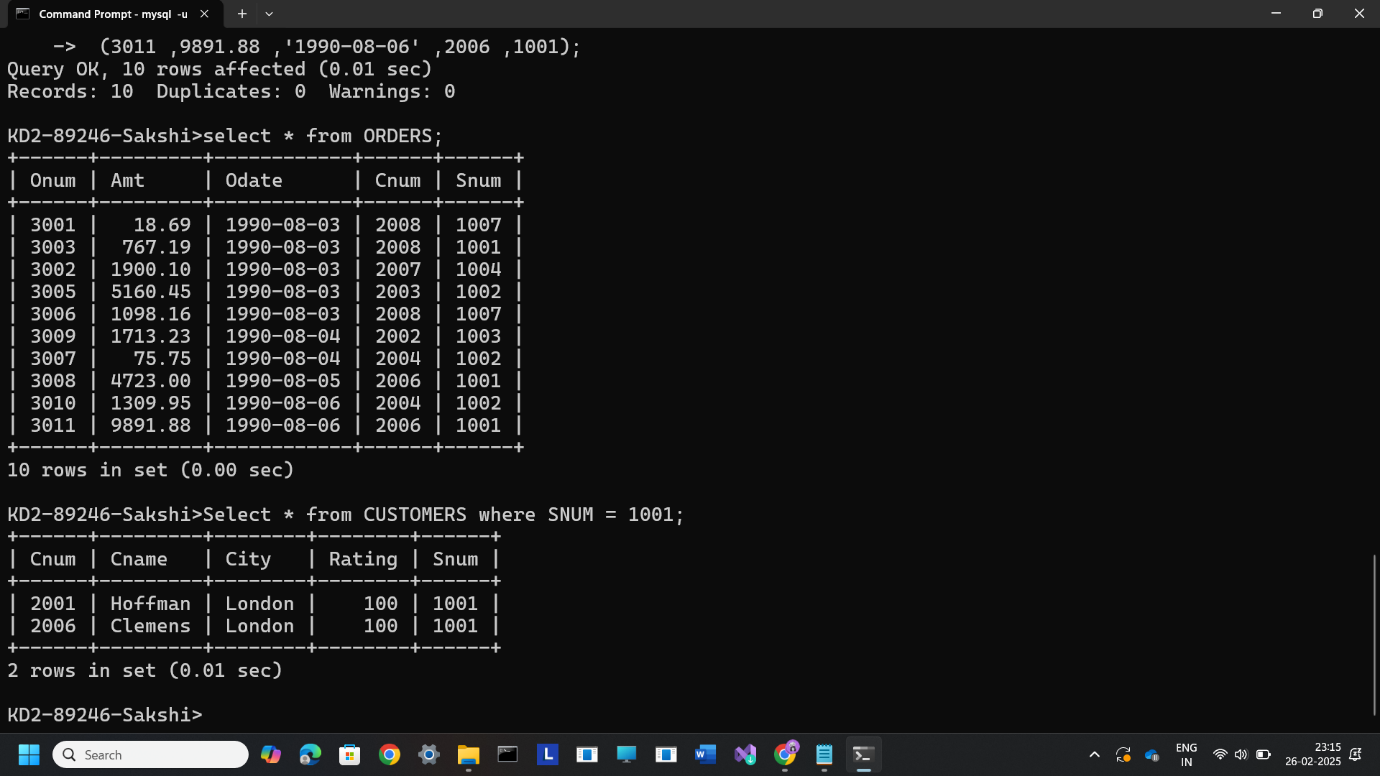 Command Prompt - mysql -u
    ->  (3011 ,9891.88 ,'1990-08-06' ,2006 ,1001);
Query OK, 10 rows affected (0.01 sec)
Records: 10  Duplicates: 0  Warnings: 0
KD2-89246-Sakshi>select * from ORDERS;
+------+---------+------------+------+------+
| Onum | Amt     | Odate      | Cnum | Snum |
+------+---------+------------+------+------+
| 3001 |   18.69 | 1990-08-03 | 2008 | 1007 |
| 3003 |  767.19 | 1990-08-03 | 2008 | 1001 |
| 3002 | 1900.10 | 1990-08-03 | 2007 | 1004 |
| 3005 | 5160.45 | 1990-08-03 | 2003 | 1002 |
| 3006 | 1098.16 | 1990-08-03 | 2008 | 1007 |
| 3009 | 1713.23 | 1990-08-04 | 2002 | 1003 |
| 3007 |   75.75 | 1990-08-04 | 2004 | 1002 |
| 3008 | 4723.00 | 1990-08-05 | 2006 | 1001 |
| 3010 | 1309.95 | 1990-08-06 | 2004 | 1002 |
| 3011 | 9891.88 | 1990-08-06 | 2006 | 1001 |
+------+---------+------------+------+------+
10 rows in set (0.00 sec)
KD2-89246-Sakshi>Select * from CUSTOMERS where SNUM = 1001;
+------+---------+--------+--------+------+
| Cnum | Cname   | City   | Rating | Snum |
+------+---------+--------+--------+------+
| 2001 | Hoffman | London |    100 | 1001 |
| 2006 | Clemens | London |    100 | 1001 |
+------+---------+--------+--------+------+
2 rows in set (0.01 sec)
KD2-89246-Sakshi>
Search
L
W
ENG
IN
23:15
26-02-2025